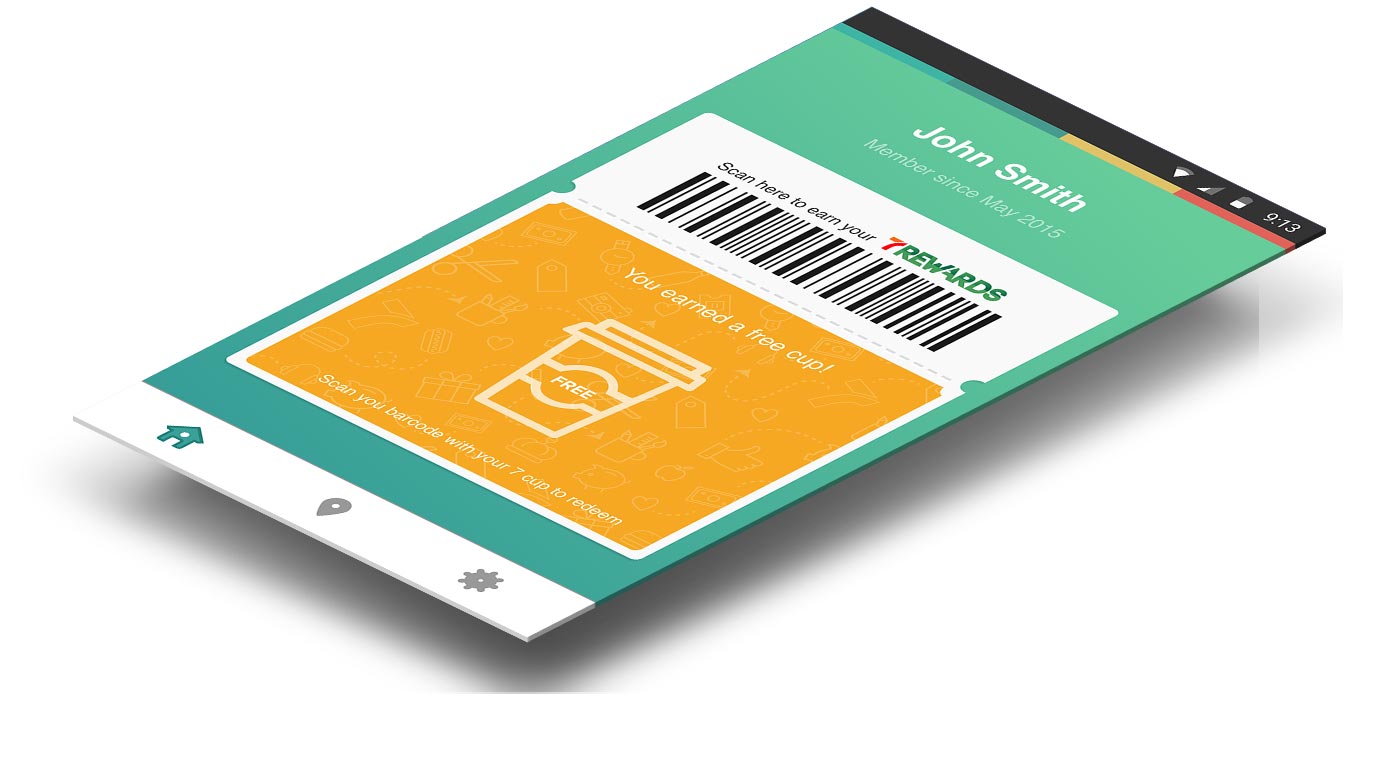 9:13
John Smith
Member since May 2015
Scan here to earn your 7REWARDS
You earned a free cup!
FREE
Scan you barcode with your 7 cup to redeem